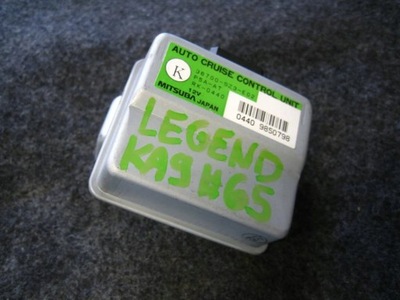 AUTO CRUISE CONTROL UNIT
K
12V
MITSUBA JAPAN
0440 9850798
LEGEND
KA9 #65